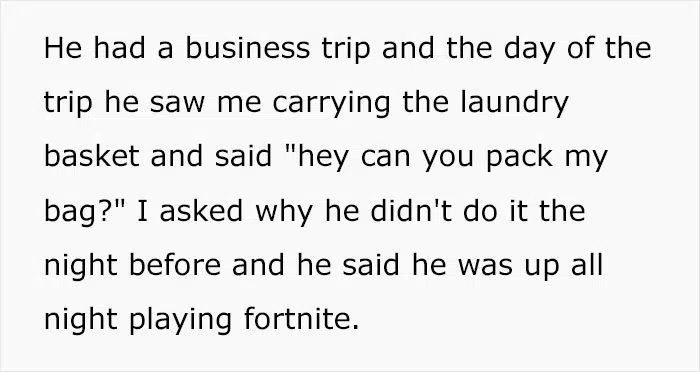 He had a business trip and the day of the
trip he saw me carrying the laundry
basket and said "hey can you pack my
bag?" I asked why he didn't do it the
night before and he said he was up all
night playing fortnite.